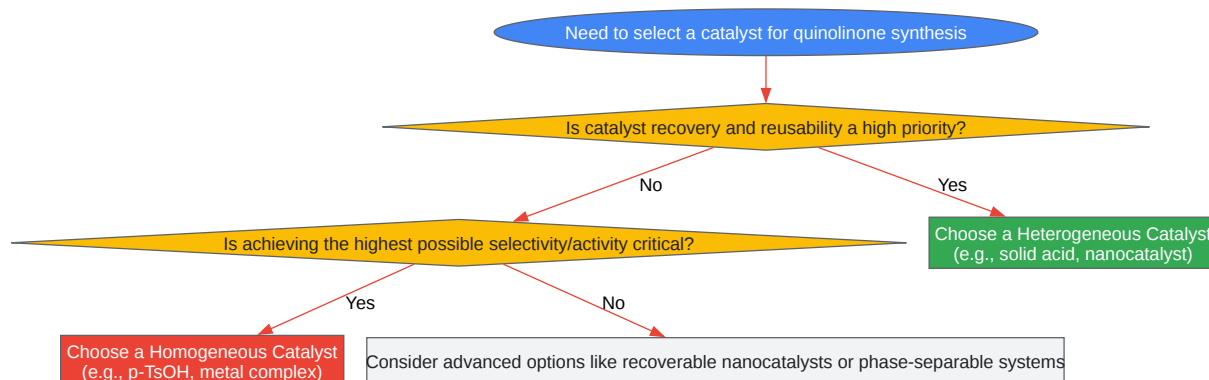 Need to select a catalyst for quinolinone synthesis
Is catalyst recovery and reusability a high priority?
No
Yes
Is achieving the highest possible selectivity/activity critical?
Choose a Heterogeneous Catalyst
(e.g., solid acid, nanocatalyst)
Yes
No
Choose a Homogeneous Catalyst
(e.g., p-TsOH, metal complex)
Consider advanced options like recoverable nanocatalysts or phase-separable systems